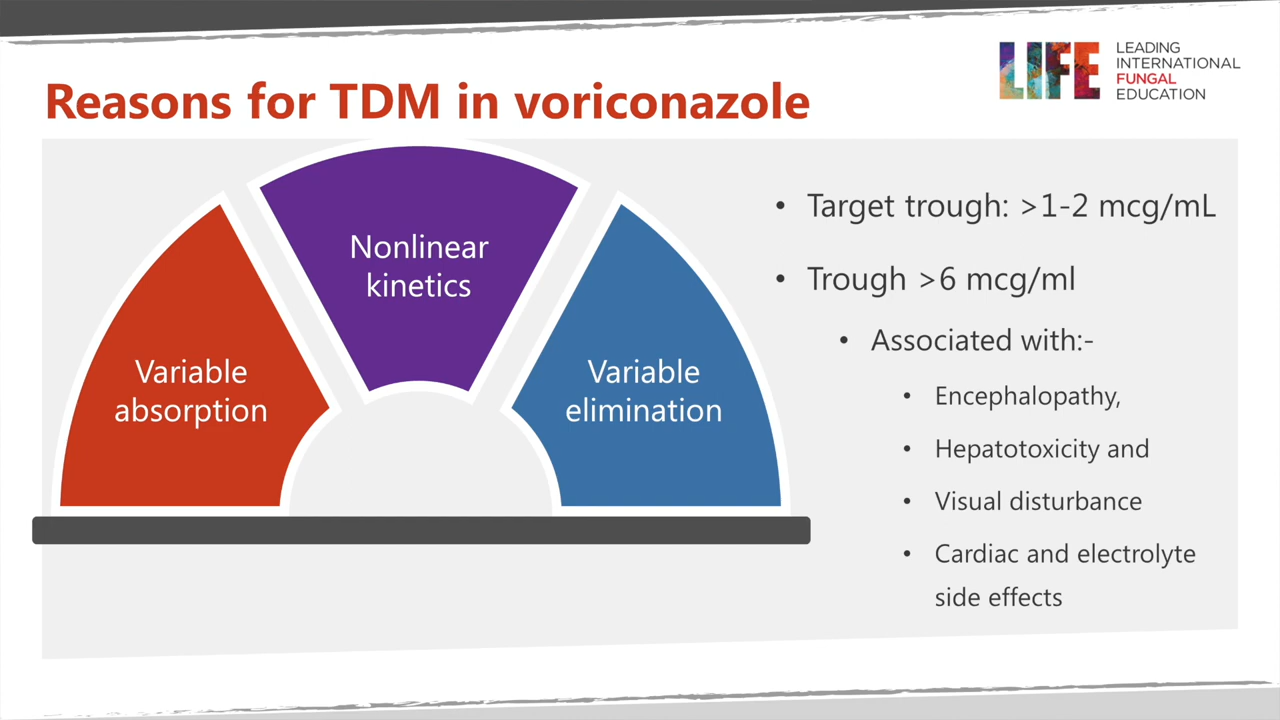 Reasons for TDM in voriconazole
LIFE
LEADING
INTERNATIONAL
FUNGAL
EDUCATION
Variable
absorption
Nonlinear
kinetics
Variable
elimination
• Target trough: >1-2 mcg/mL
• Trough >6 mcg/ml
• Associated with:-
• Encephalopathy,
• Hepatotoxicity and
• Visual disturbance
• Cardiac and electrolyte
side effects